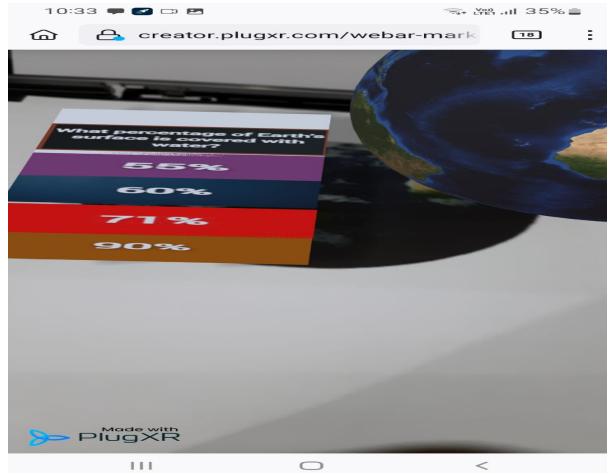 10:33
35%
creator.plugxr.com/webar-mark
18
What percentage of Earth's
surface is covered with
water?
55%
60%
71%
90%
Made with
PlugXR